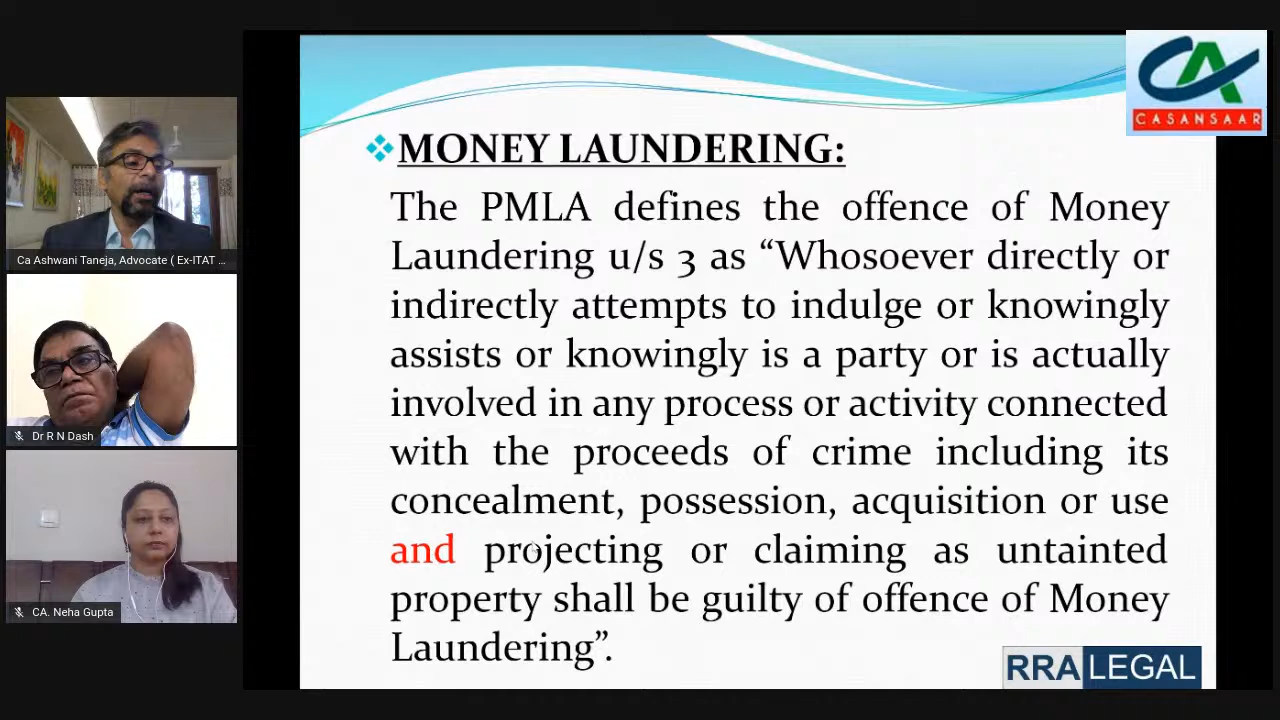 CA
CASANSAAR
MONEY LAUNDERING:
The PMLA defines the offence of Money
Laundering u/s 3 as “Whosoever directly or
indirectly attempts to indulge or knowingly
assists or knowingly is a party or is actually
involved in any process or activity connected
with the proceeds of crime including its
concealment, possession, acquisition or use
and projecting or claiming as untainted
property shall be guilty of offence of Money
Laundering”.
RRA LEGAL
Ca Ashwani Taneja, Advocate ( Ex-ITAT ...
Dr R N Dash
CA. Neha Gupta